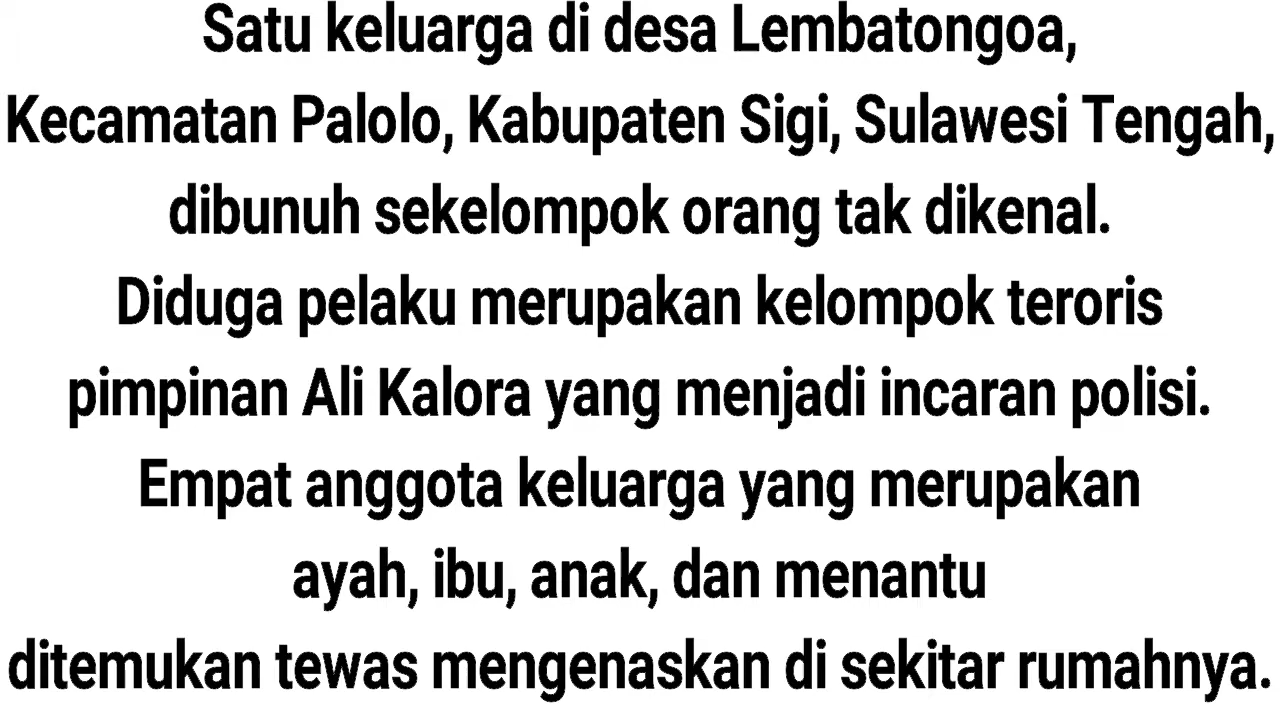 Satu keluarga di desa Lembatongoa,
Kecamatan Palolo, Kabupaten Sigi, Sulawesi Tengah,
dibunuh sekelompok orang tak dikenal.
Diduga pelaku merupakan kelompok teroris
pimpinan Ali Kalora yang menjadi incaran polisi.
Empat anggota keluarga yang merupakan
ayah, ibu, anak, dan menantu
ditemukan tewas mengenaskan di sekitar rumahnya.